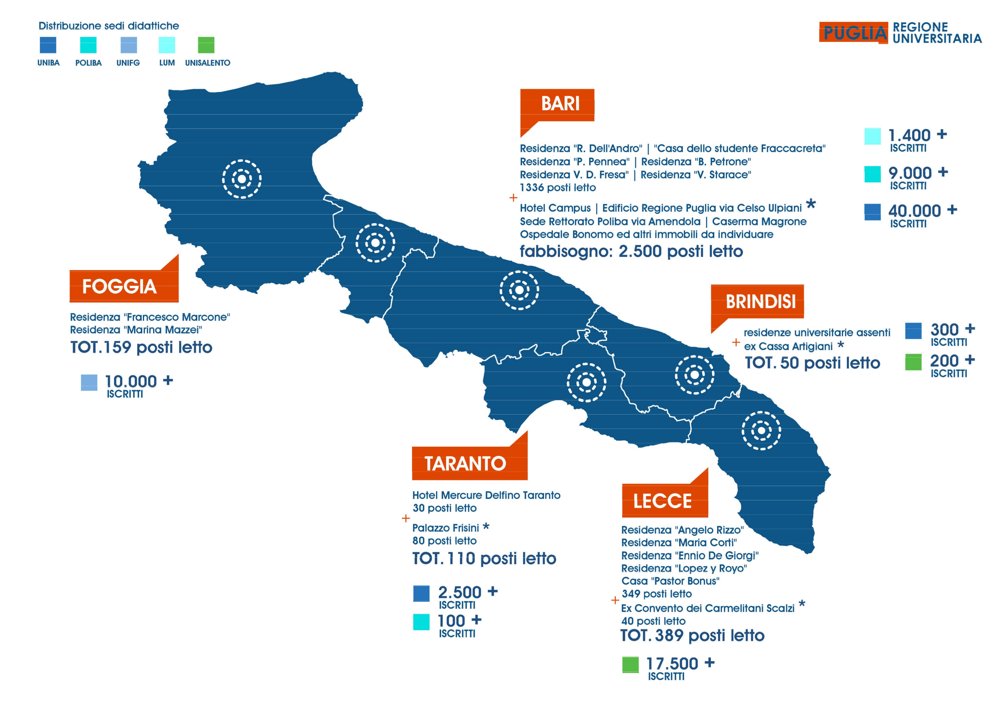 Distribuzione sedi didattiche
UNIBA POLIBA UNIFG LUM UNISALENTO
PUGLIA REGIONE
UNIVERSITARIA
BARI
Residenza "R. Dell'Andro" | "Casa dello studente Fraccacreta"
Residenza "P. Pennea" | Residenza "B. Petrone"
Residenza V. D. Fresa" | Residenza "V. Starace"
1336 posti letto
+
Hotel Campus | Edificio Regione Puglia via Celso Ulpiani *
Sede Rettorato Poliba via Amendola | Caserma Magrone
Ospedale Bonomo ed altri immobili da individuare
fabbisogno: 2.500 posti letto
1.400 +
ISCRITTI
9.000 +
ISCRITTI
40.000 +
ISCRITTI
FOGGIA
Residenza "Francesco Marcone"
Residenza "Marina Mazzei"
TOT.159 posti letto
10.000 +
ISCRITTI
BRINDISI
residenze universitarie assenti
+ ex Cassa Artigiani *
TOT. 50 posti letto
300 +
ISCRITTI
200 +
ISCRITTI
TARANTO
Hotel Mercure Delfino Taranto
30 posti letto
+
Palazzo Frisini *
80 posti letto
TOT. 110 posti letto
2.500 +
ISCRITTI
100 +
ISCRITTI
LECCE
Residenza "Angelo Rizzo"
Residenza "Maria Corti"
Residenza "Ennio De Giorgi"
Residenza "Lopez y Royo"
Casa "Pastor Bonus"
349 posti letto
+
Ex Convento dei Carmelitani Scalzi *
40 posti letto
TOT. 389 posti letto
17.500 +
ISCRITTI